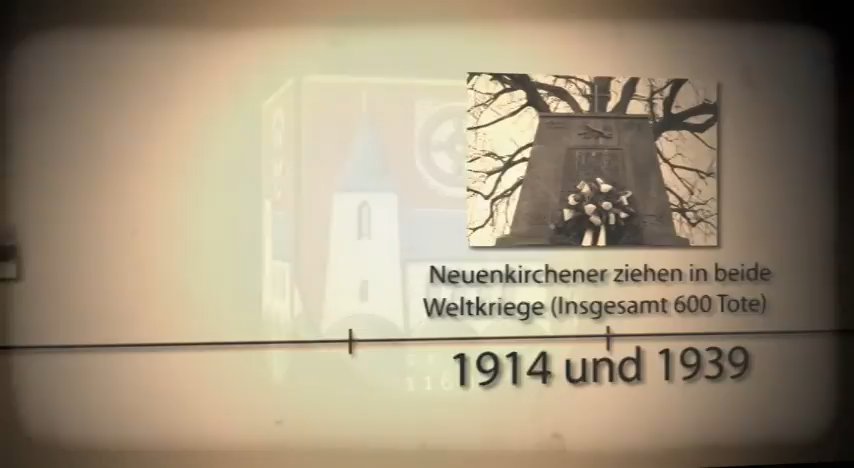 Neuenkirchener ziehen in beide
Weltkriege (Insgesamt 600 Tote)
1914 und 1939